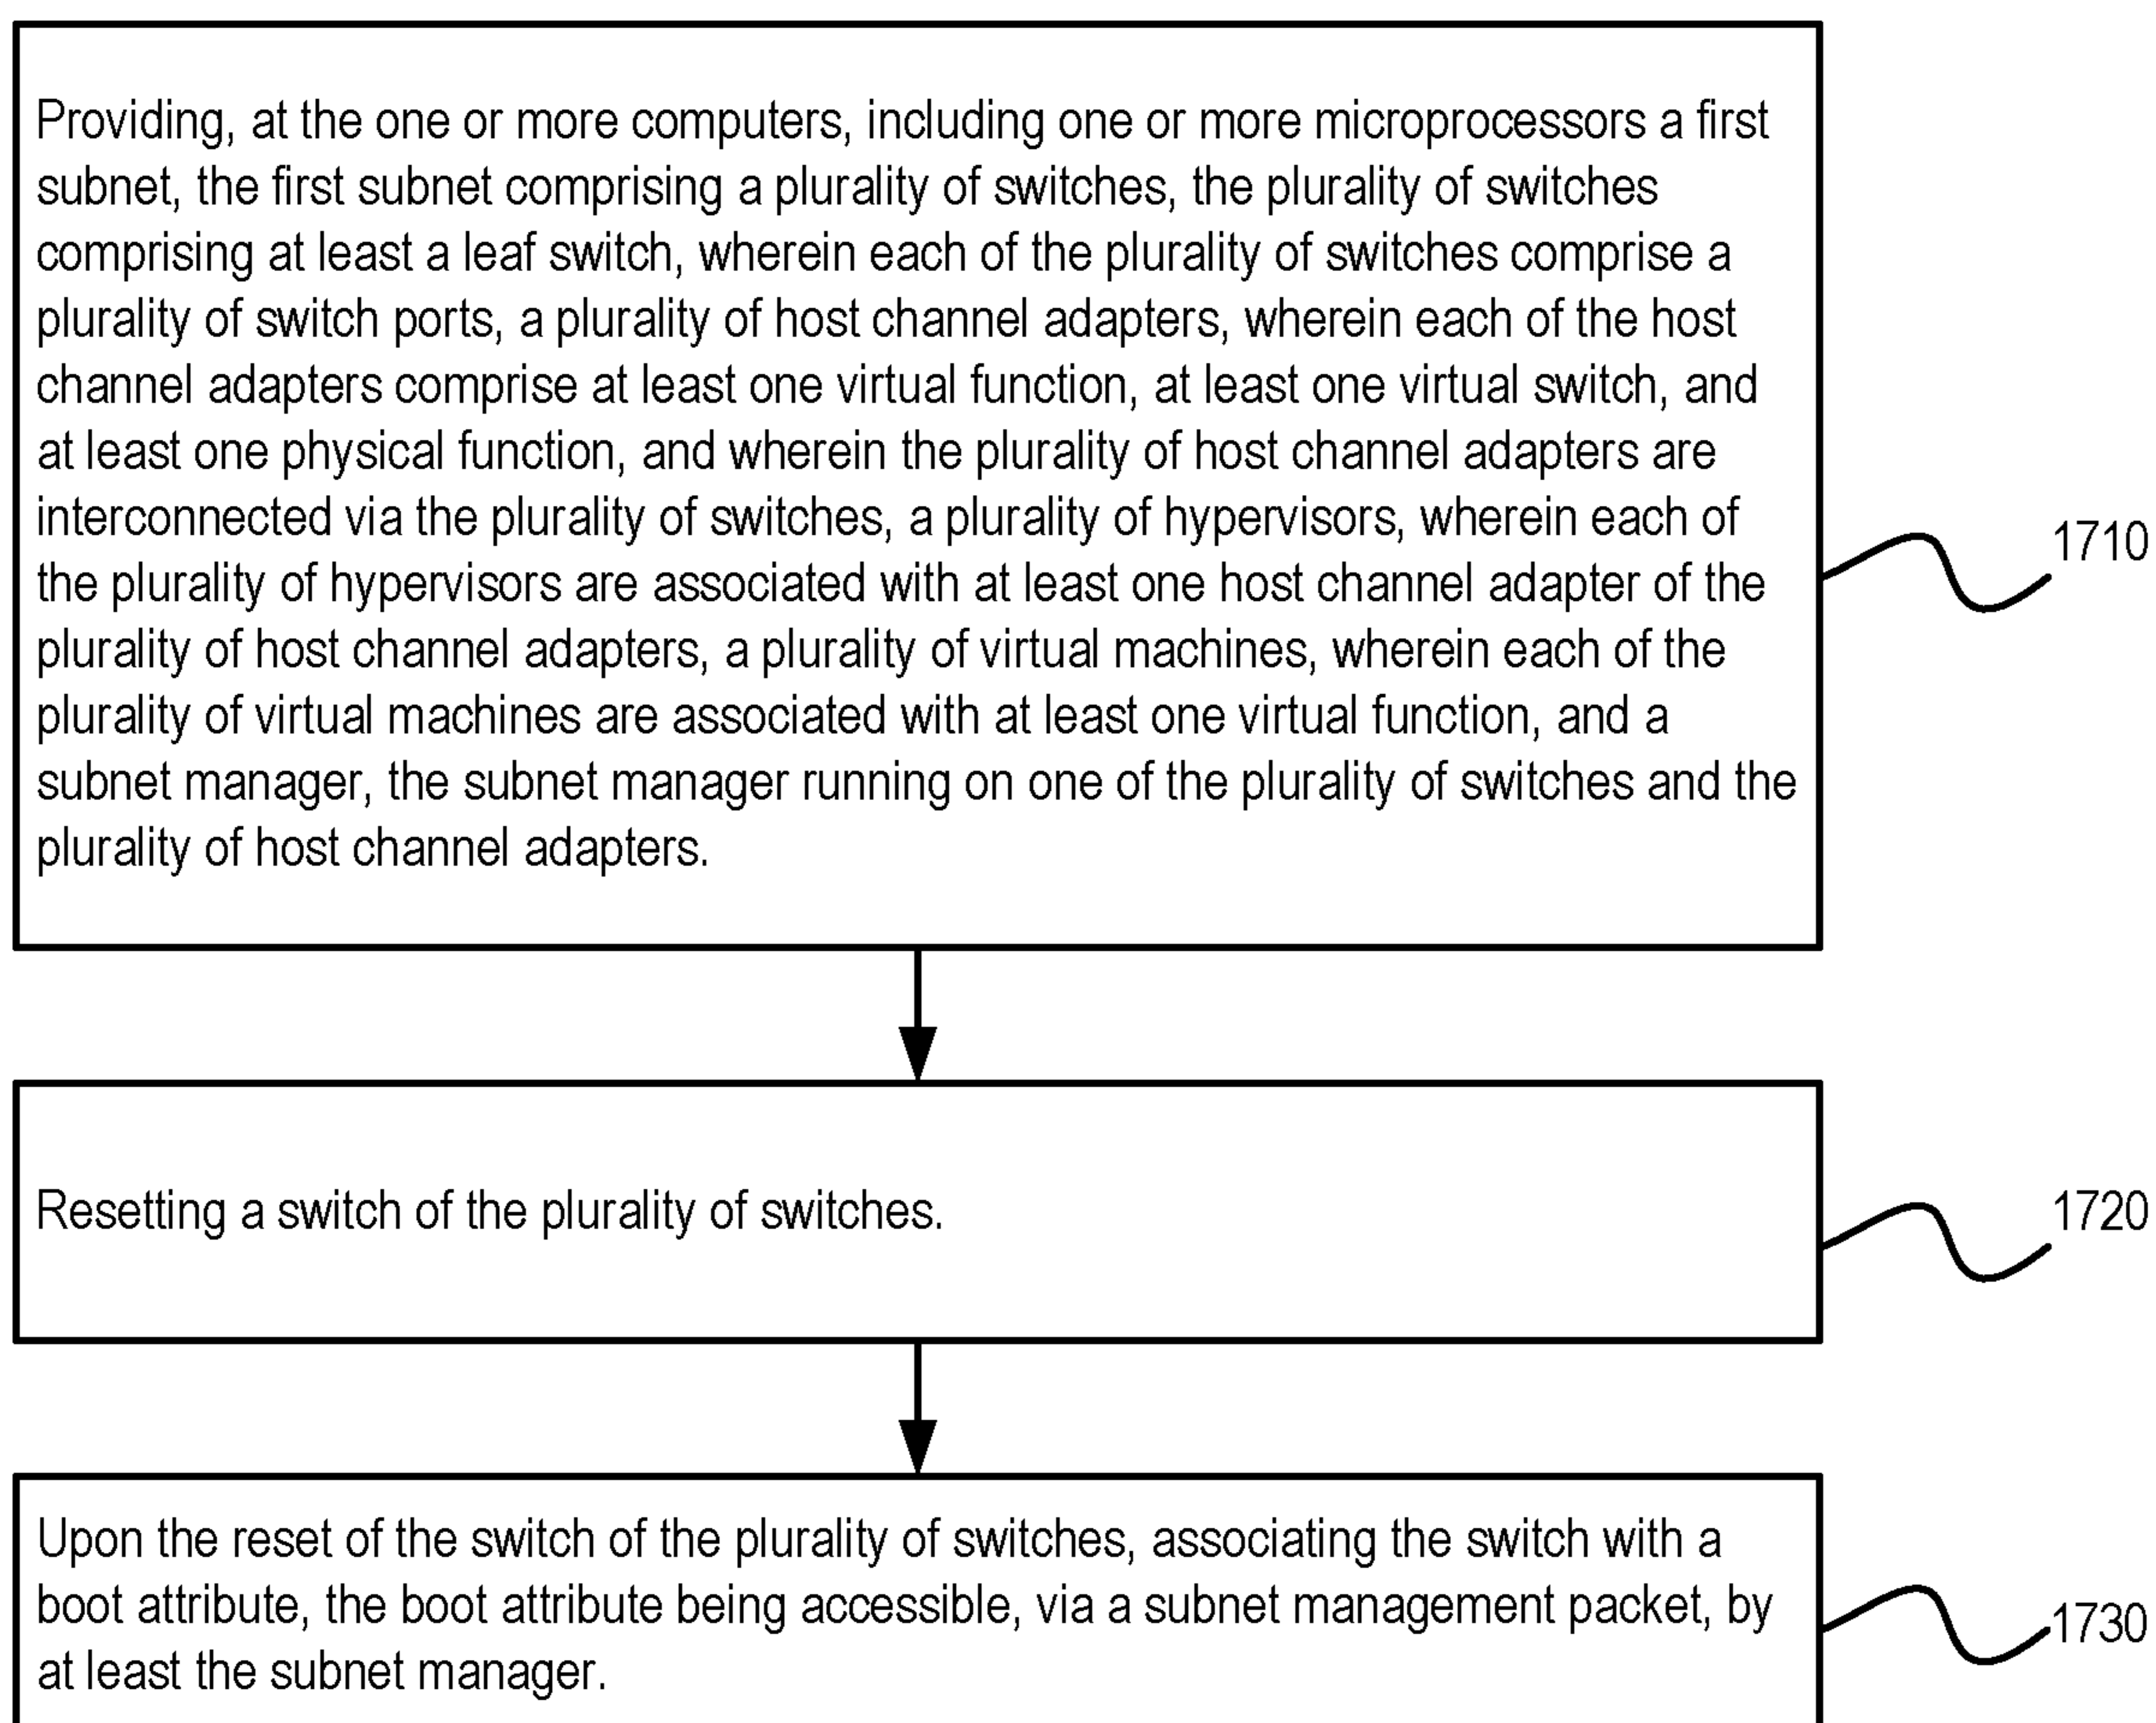 Providing, at the one or more computers, including one or more microprocessors a first
subnet, the first subnet comprising a plurality of switches, the plurality of switches
comprising at least a leaf switch, wherein each of the plurality of switches comprise a
plurality of switch ports, a plurality of host channel adapters, wherein each of the host
channel adapters comprise at least one virtual function, at least one virtual switch, and
at least one physical function, and wherein the plurality of host channel adapters are
interconnected via the plurality of switches, a plurality of hypervisors, wherein each of
the plurality of hypervisors are associated with at least one host channel adapter of the
plurality of host channel adapters, a plurality of virtual machines, wherein each of the
plurality of virtual machines are associated with at least one virtual function, and a
subnet manager, the subnet manager running on one of the plurality of switches and the
plurality of host channel adapters.
1710
Resetting a switch of the plurality of switches.
1720
Upon the reset of the switch of the plurality of switches, associating the switch with a
boot attribute, the boot attribute being accessible, via a subnet management packet, by
at least the subnet manager.
1730